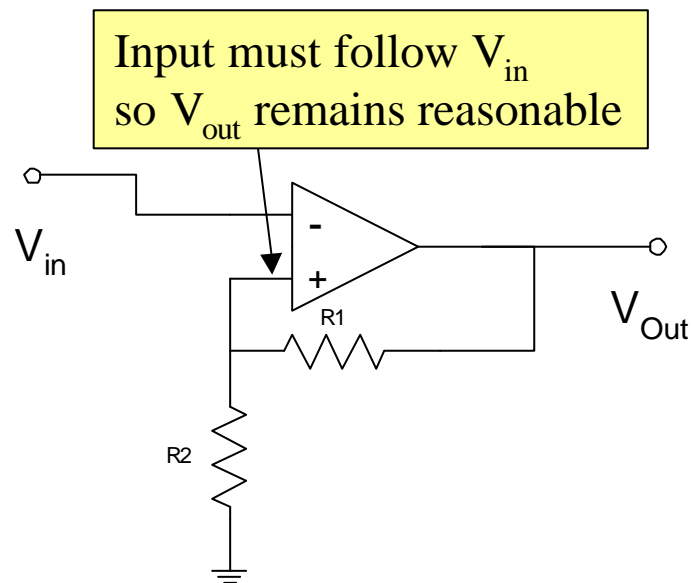 Input must follow Vin
so Vout remains reasonable
Vin
-
+
R1
VOut
R2